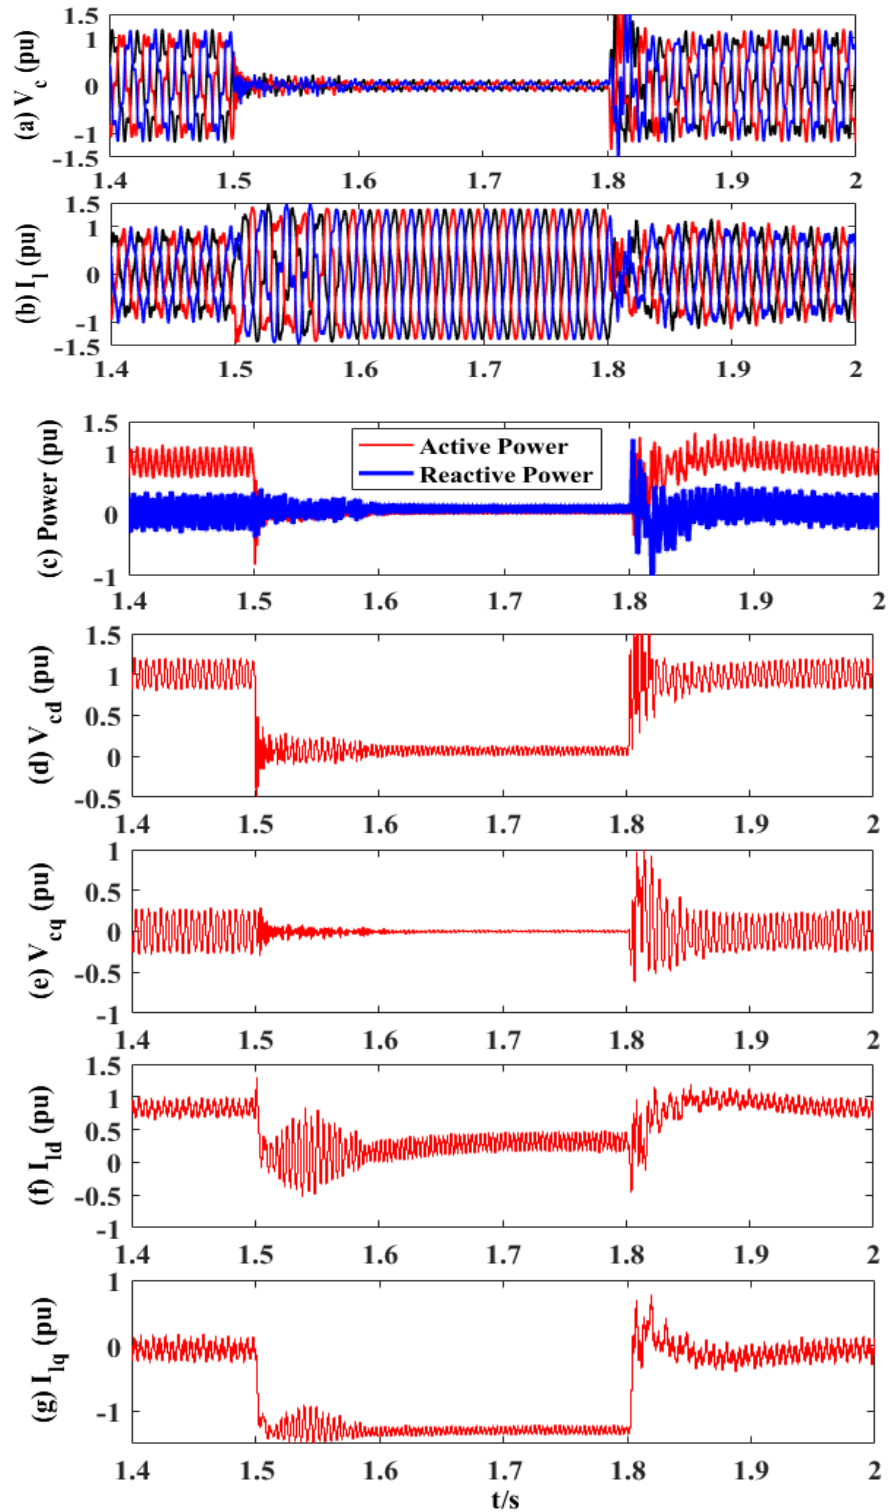 1.5
1
0
-1
-1.5
(a) V_c (pu)
1.4 1.5 1.6 1.7 1.8 1.9 2
1.5
1
0
-1
-1.5
(b) I_l (pu)
1.4 1.5 1.6 1.7 1.8 1.9 2
1.5
1
0
-1
(c) Power (pu)
Active Power
Reactive Power
1.4 1.5 1.6 1.7 1.8 1.9 2
1.5
1
0.5
0
-0.5
(d) V_cd (pu)
1.4 1.5 1.6 1.7 1.8 1.9 2
1
0.5
0
-0.5
-1
(e) V_cq (pu)
1.4 1.5 1.6 1.7 1.8 1.9 2
1.5
1
0.5
0
-0.5
-1
(f) I_ld (pu)
1.4 1.5 1.6 1.7 1.8 1.9 2
1
0
-1
(g) I_lq (pu)
1.4 1.5 1.6 1.7 1.8 1.9 2
t/s